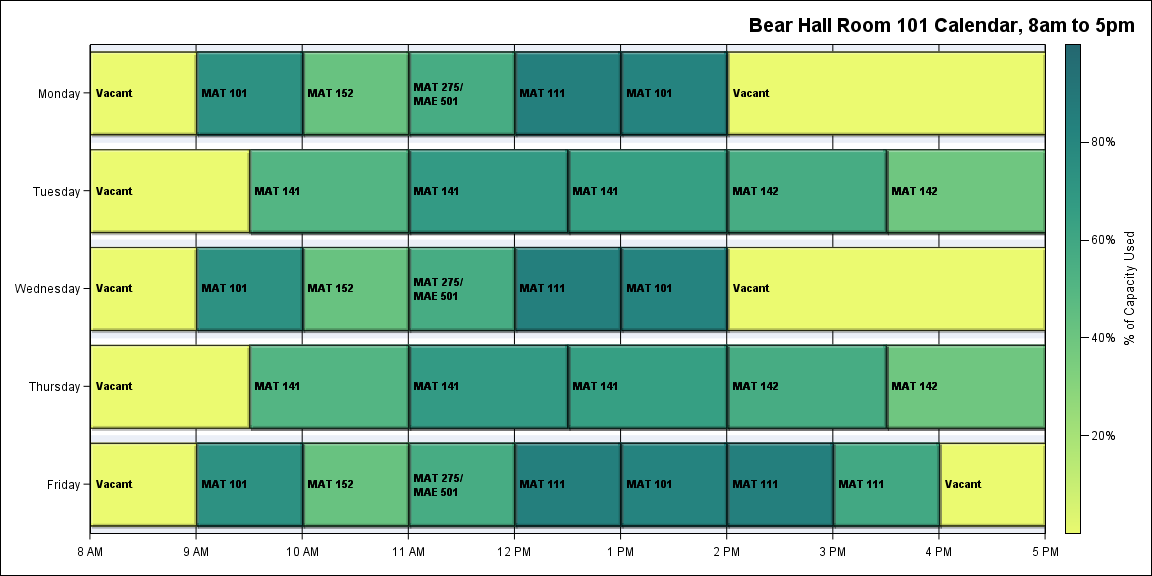 Bear Hall Room 101 Calendar, 8am to 5pm
Monday
Vacant
MAT 101
MAT 152
MAT 275/
MAE 501
MAT 111
MAT 101
Vacant
Tuesday
Vacant
MAT 141
MAT 141
MAT 141
MAT 142
MAT 142
Wednesday
Vacant
MAT 101
MAT 152
MAT 275/
MAE 501
MAT 111
MAT 101
Vacant
Thursday
Vacant
MAT 141
MAT 141
MAT 141
MAT 142
MAT 142
Friday
Vacant
MAT 101
MAT 152
MAT 275/
MAE 501
MAT 111
MAT 101
MAT 111
MAT 111
Vacant
8 AM
9 AM
10 AM
11 AM
12 PM
1 PM
2 PM
3 PM
4 PM
5 PM
80%
60%
40%
20%
% of Capacity Used